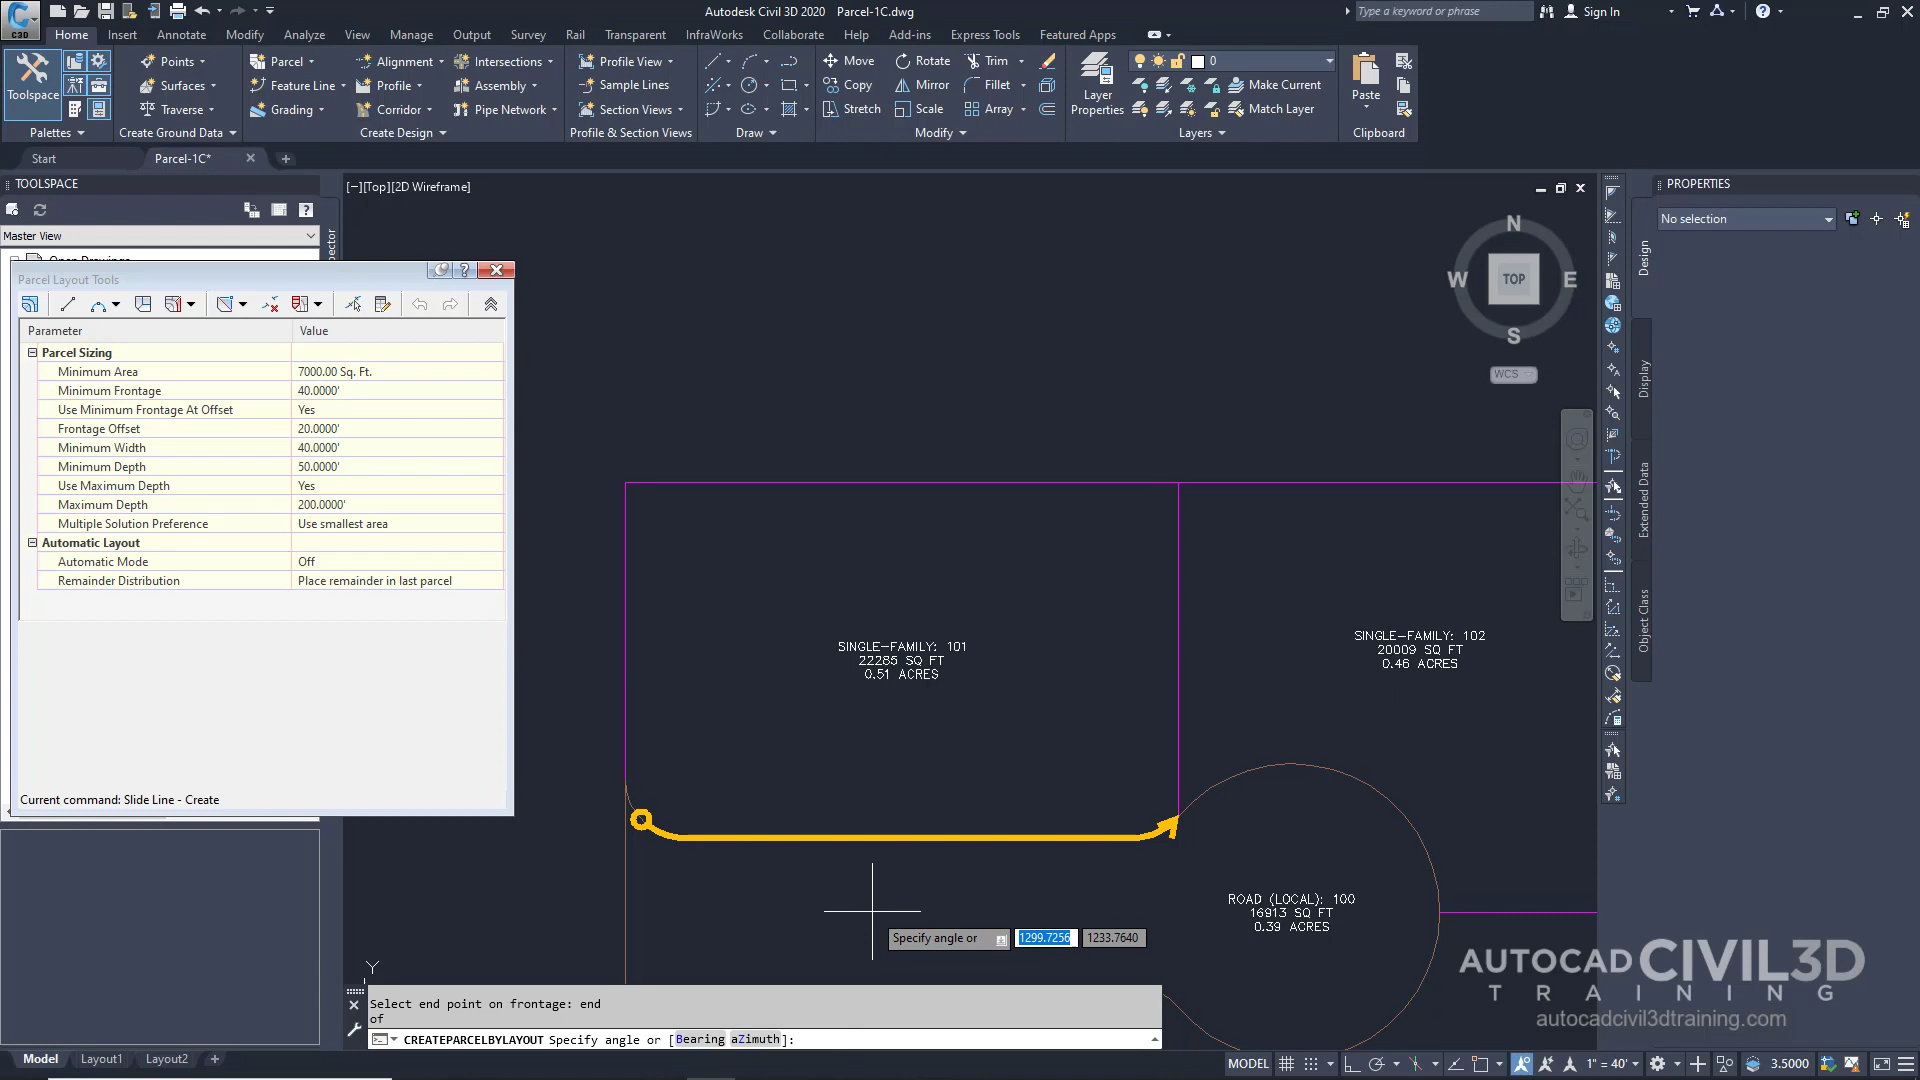 Autodesk Civil 3D 2020 Parcel-1C.dwg
Type a keyword or phrase
Sign In
C3D
Home Insert Annotate Modify Analyze View Manage Output Survey Rail Transparent InfraWorks Collaborate Help Add-ins Express Tools Featured Apps
Toolspace
Points
Surfaces
Traverse
Parcel
Feature Line
Grading
Alignment
Profile
Corridor
Intersections
Assembly
Pipe Network
Profile View
Sample Lines
Section Views
Move
Copy
Stretch
Rotate
Mirror
Scale
Trim
Fillet
Array
Layer
Properties
0
Make Current
Match Layer
Paste
Palettes
Create Ground Data
Create Design
Profile & Section Views
Draw
Modify
Layers
Clipboard
Start
Parcel-1C*
TOOLSPACE
Master View
[−][Top][2D Wireframe]
PROPERTIES
No selection
Design
Display
Extended Data
Object Class
N
W
TOP
E
S
WCS
Parcel Layout Tools
Parameter Value
Parcel Sizing
Minimum Area 7000.00 Sq. Ft.
Minimum Frontage 40.0000'
Use Minimum Frontage At Offset Yes
Frontage Offset 20.0000'
Minimum Width 40.0000'
Minimum Depth 50.0000'
Use Maximum Depth Yes
Maximum Depth 200.0000'
Multiple Solution Preference Use smallest area
Automatic Layout
Automatic Mode Off
Remainder Distribution Place remainder in last parcel
Current command: Slide Line - Create
SINGLE-FAMILY: 101
22285 SQ FT
0.51 ACRES
SINGLE-FAMILY: 102
20009 SQ FT
0.46 ACRES
ROAD (LOCAL): 100
16913 SQ FT
0.39 ACRES
Specify angle or 1299.7256 1233.7640
Y
Select end point on frontage: end
of
CREATEPARCELBYLAYOUT Specify angle or [Bearing aZimuth]:
AUTOCAD CIVIL3D
TRAINING
autocadcivil3dtraining.com
Model Layout1 Layout2
MODEL
1" = 40'
3.5000